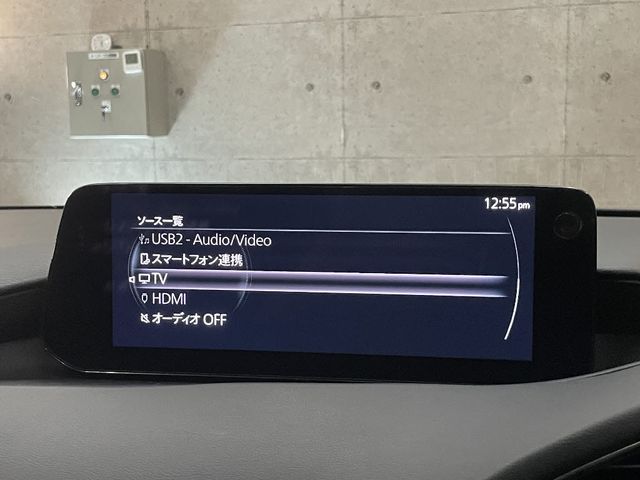 12:55pm
ソース一覧
USB2 - Audio/Video
スマートフォン連携
TV
HDMI
オーディオ OFF